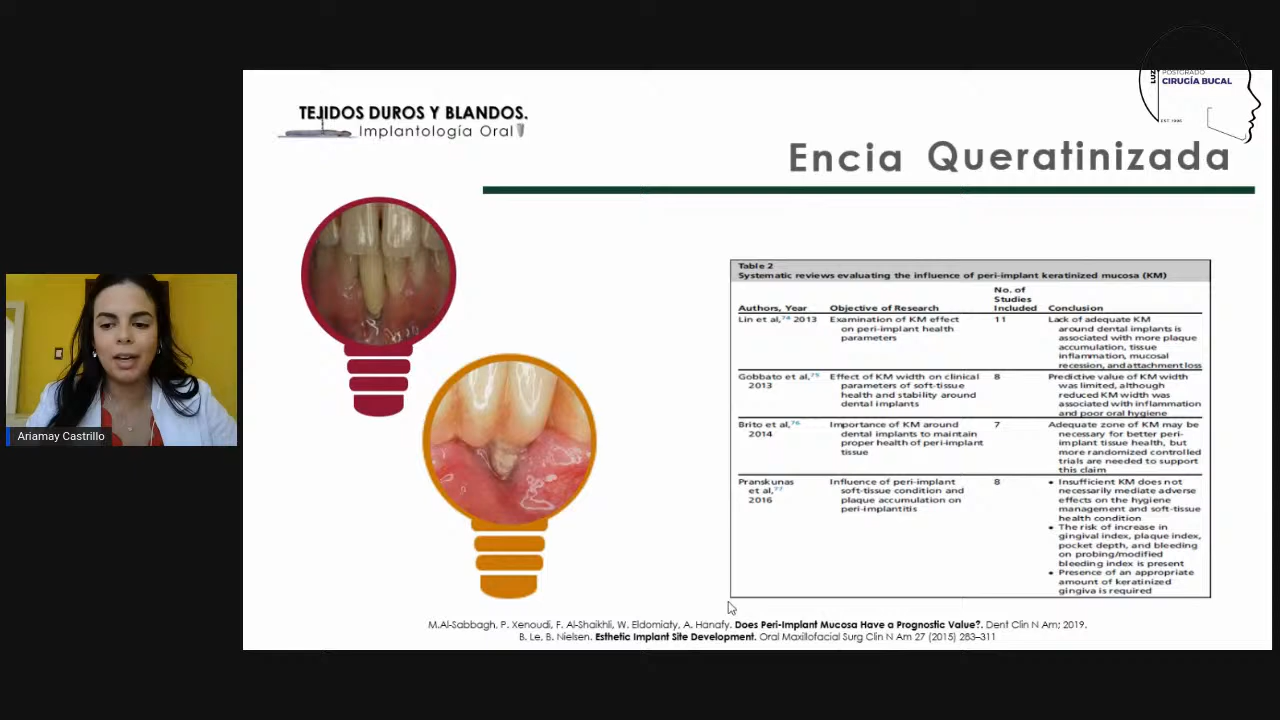 LUZ
POSTGRADO
CIRUGÍA BUCAL
EST 1996
TEJIDOS DUROS Y BLANDOS.
Implantología Oral
Encia Queratinizada
Table 2
Systematic reviews evaluating the influence of peri-implant keratinized mucosa (KM)
Authors, Year Objective of Research No. of Studies Included Conclusion
Lin et al,74 2013 Examination of KM effect on peri-implant health parameters 11 Lack of adequate KM around dental implants is associated with more plaque accumulation, tissue inflammation, mucosal recession, and attachment loss
Gobbato et al,75 2013 Effect of KM width on clinical parameters of soft-tissue health and stability around dental implants 8 Predictive value of KM width was limited, although reduced KM width was associated with inflammation and poor oral hygiene
Brito et al,76 2014 Importance of KM around dental implants to maintain proper health of peri-implant tissue 7 Adequate zone of KM may be necessary for better peri-implant tissue health, but more randomized controlled trials are needed to support this claim
Pranskunas et al,77 2016 Influence of peri-implant soft-tissue condition and plaque accumulation on peri-implantitis 8 • Insufficient KM does not necessarily mediate adverse effects on the hygiene management and soft-tissue health condition
• The risk of increase in gingival index, plaque index, pocket depth, and bleeding on probing/modified bleeding index is present
• Presence of an appropriate amount of keratinized gingiva is required
Ariamay Castrillo
M.Al-Sabbagh, P. Xenoudi, F. Al-Shaikhli, W. Eldomiaty, A. Hanafy. Does Peri-Implant Mucosa Have a Prognostic Value?. Dent Clin N Am; 2019.
B. Le, B. Nielsen. Esthetic Implant Site Development. Oral Maxillofacial Surg Clin N Am 27 (2015) 283–311